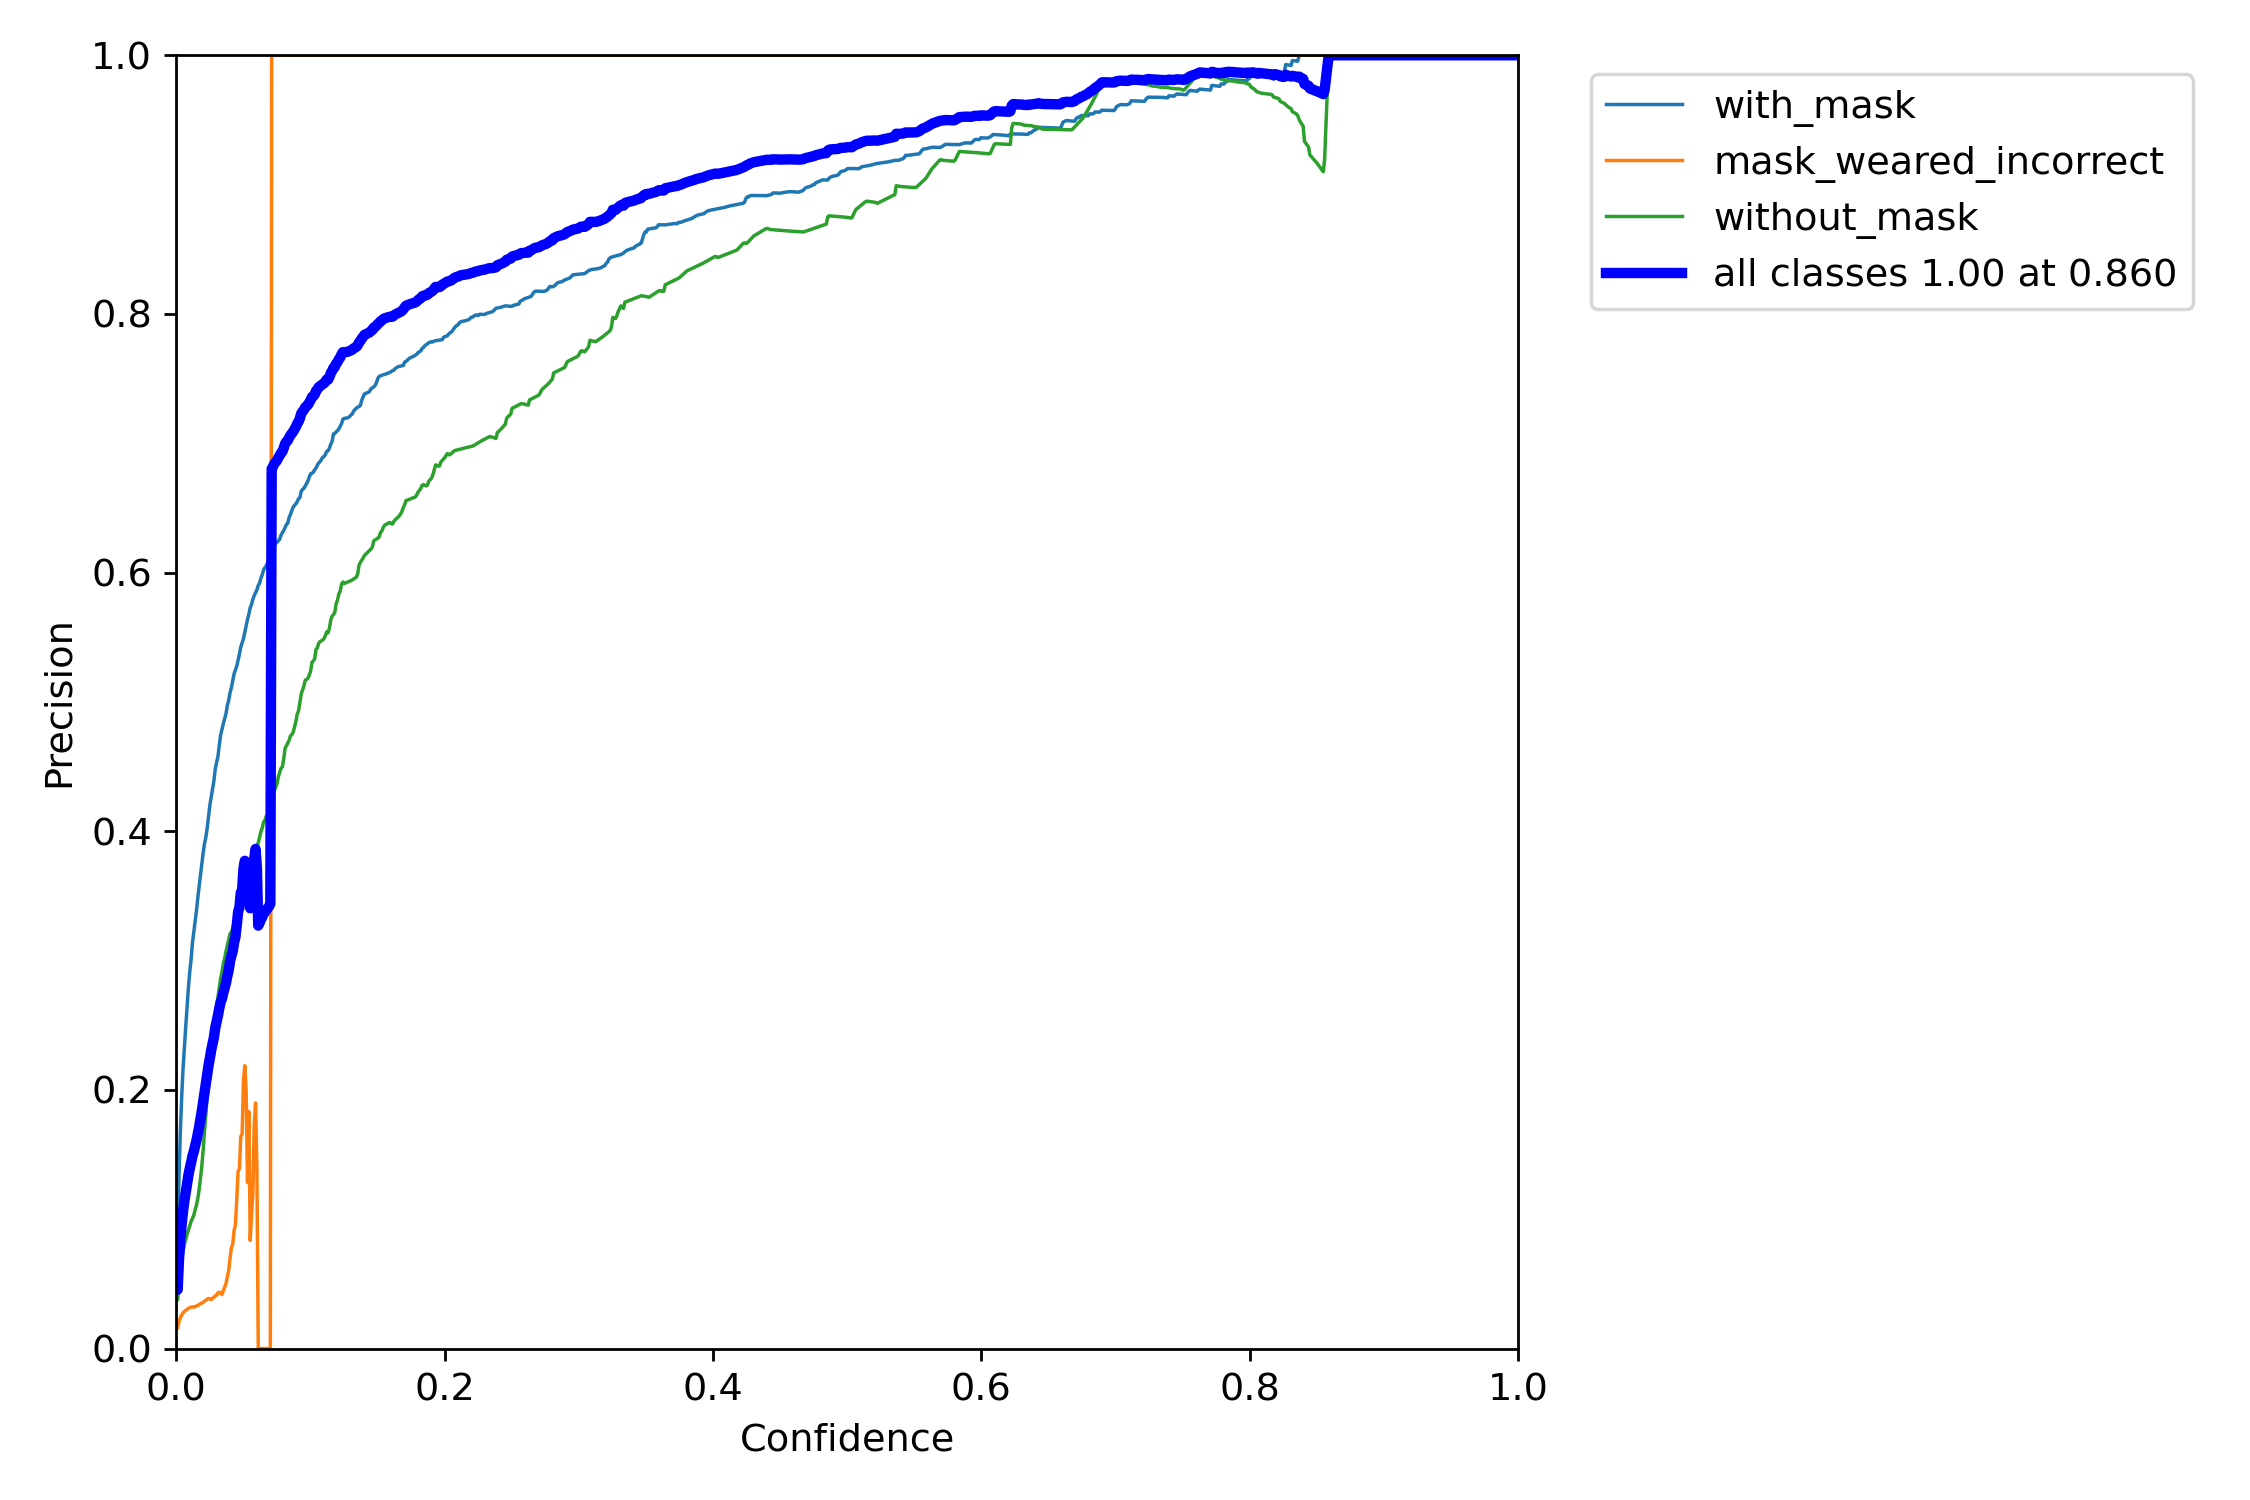 1.0
0.8
0.6
0.4
0.2
0.0
Precision
0.0 0.2 0.4 0.6 0.8 1.0
Confidence
with_mask
mask_weared_incorrect
without_mask
all classes 1.00 at 0.860